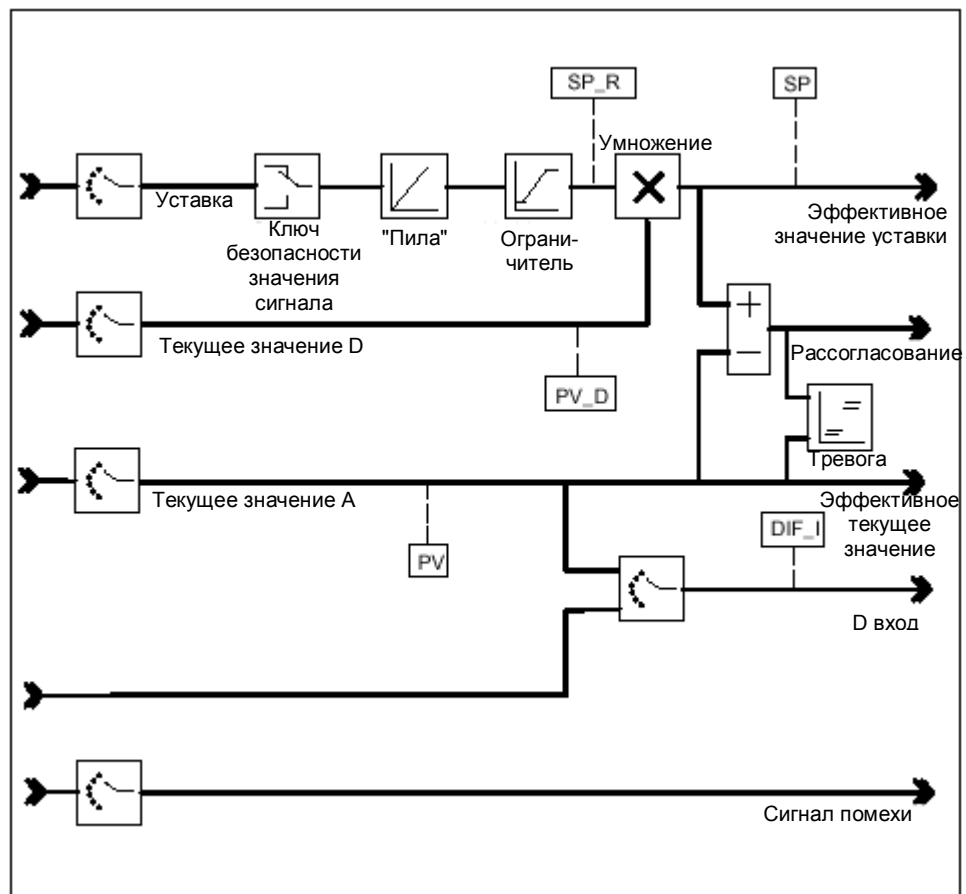 SP_R
SP
Умножение
Уставка
Ключ
безопасности
значения
сигнала
"Пила"
Ограни-
читель
Эффективное
значение уставки
Текущее значение D
Рассогласование
PV_D
Тревога
Текущее значение A
Эффективное
текущее
значение
DIF_I
PV
D вход
Сигнал помехи